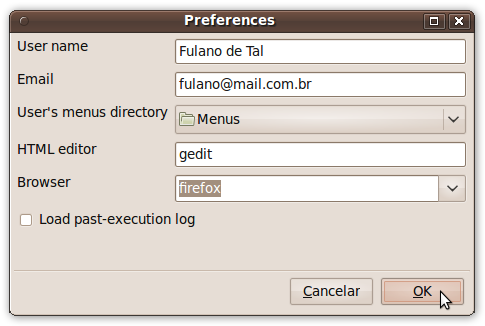 Preferences
User name Fulano de Tal
Email fulano@mail.com.br
User's menus directory Menus
HTML editor gedit
Browser firefox
Load past-execution log
Cancelar OK